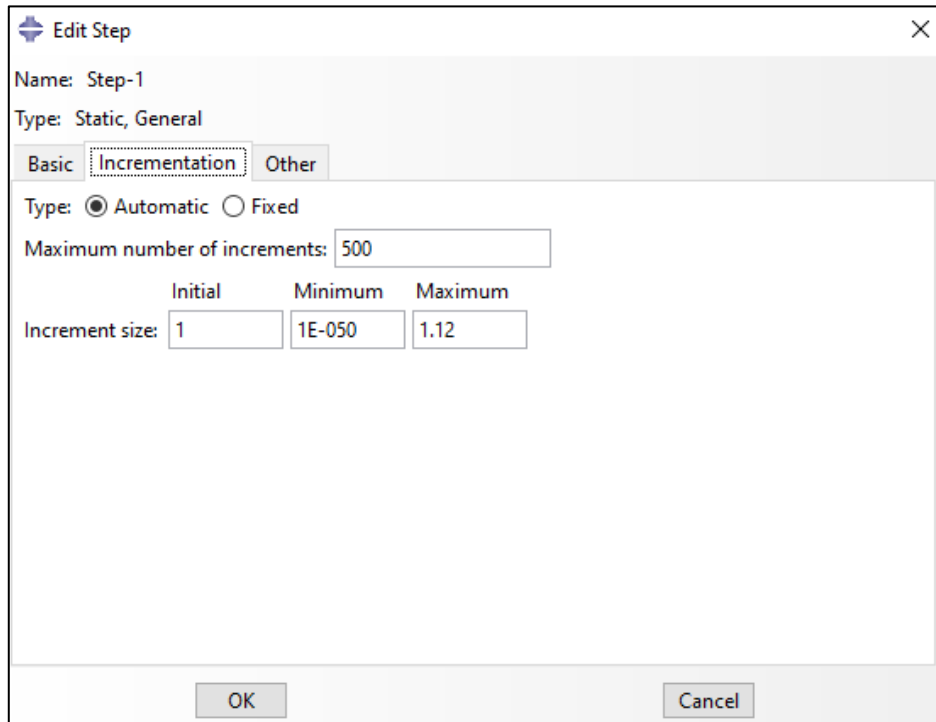 Edit Step
Name: Step-1
Type: Static, General
Basic Incrementation Other
Type: Automatic Fixed
Maximum number of increments: 500
Initial Minimum Maximum
Increment size: 1 1E-050 1.12
OK Cancel